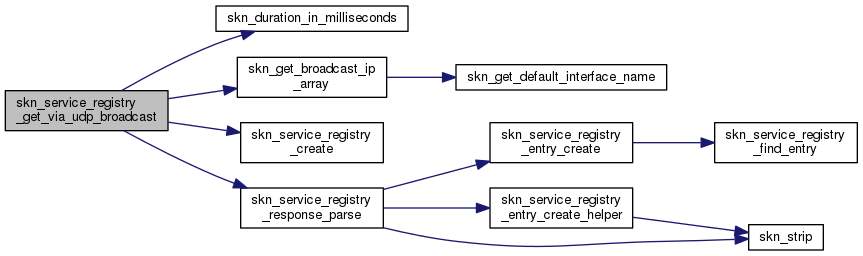 skn_service_registry
_get_via_udp_broadcast
skn_duration_in_milliseconds
skn_get_broadcast_ip
_array
skn_get_default_interface_name
skn_service_registry
_create
skn_service_registry
_response_parse
skn_service_registry
_entry_create
skn_service_registry
_find_entry
skn_service_registry
_entry_create_helper
skn_strip